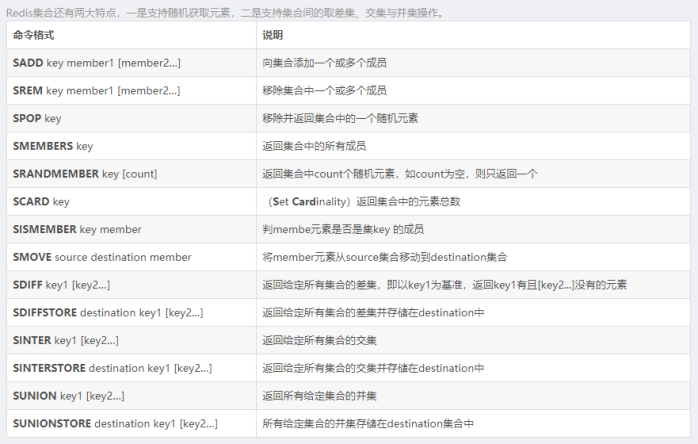 Redis集合还有两大特点，一是支持随机获取元素，二是支持集合间的取差集、交集与并集操作。
命令格式 说明
SADD key member1 [member2...] 向集合添加一个或多个成员
SREM key member1 [member2...] 移除集合中一个或多个成员
SPOP key 移除并返回集合中的一个随机元素
SMEMBERS key 返回集合中的所有成员
SRANDMEMBER key [count] 返回集合中count个随机元素，如count为空，则只返回一个
SCARD key （Set Cardinality）返回集合中的元素总数
SISMEMBER key member 判membe元素是否是集key 的成员
SMOVE source destination member 将member元素从source集合移动到destination集合
SDIFF key1 [key2...] 返回给定所有集合的差集，即以key1为基准，返回key1有且[key2...]没有的元素
SDIFFSTORE destination key1 [key2...] 返回给定所有集合的差集并存储在destination中
SINTER key1 [key2...] 返回给定所有集合的交集
SINTERSTORE destination key1 [key2...] 返回给定所有集合的交集并存储在destination中
SUNION key1 [key2...] 返回所有给定集合的并集
SUNIONSTORE destination key1 [key2...] 所有给定集合的并集存储在destination集合中